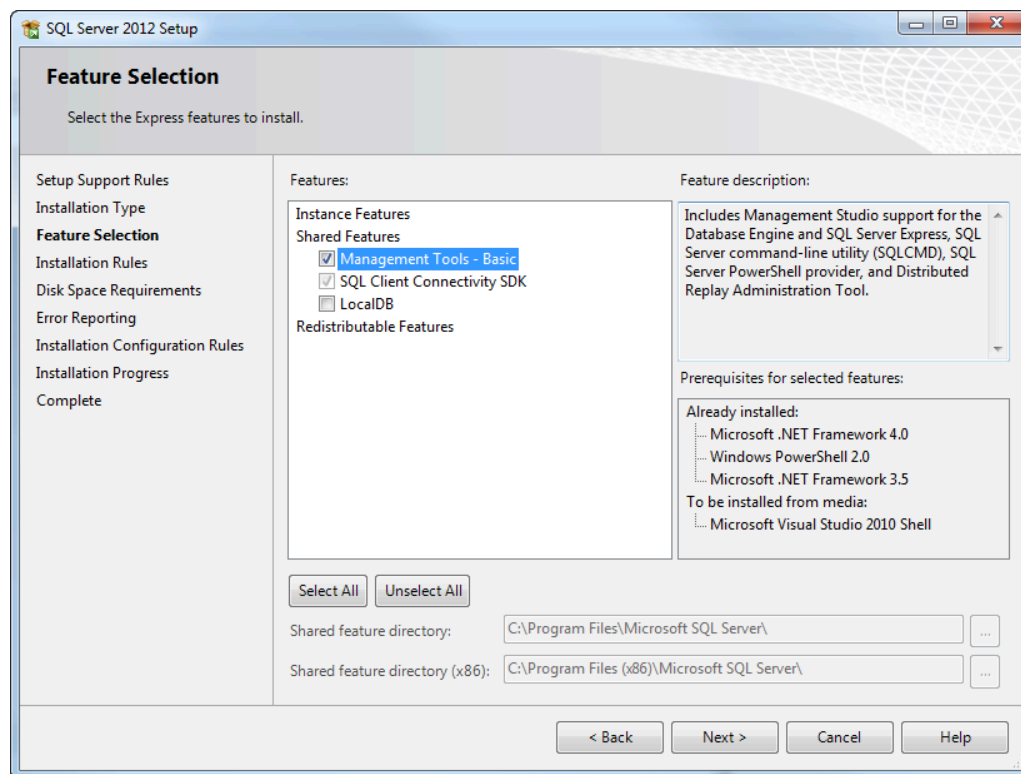 SQL Server 2012 Setup
Feature Selection
Select the Express features to install.
Setup Support Rules
Installation Type
Feature Selection
Installation Rules
Disk Space Requirements
Error Reporting
Installation Configuration Rules
Installation Progress
Complete
Features:
Instance Features
Shared Features
Management Tools - Basic
SQL Client Connectivity SDK
LocalDB
Redistributable Features
Feature description:
Includes Management Studio support for the
Database Engine and SQL Server Express, SQL
Server command-line utility (SQLCMD), SQL
Server PowerShell provider, and Distributed
Replay Administration Tool.
Prerequisites for selected features:
Already installed:
Microsoft .NET Framework 4.0
Windows PowerShell 2.0
Microsoft .NET Framework 3.5
To be installed from media:
Microsoft Visual Studio 2010 Shell
Select All
Unselect All
Shared feature directory:
C:\Program Files\Microsoft SQL Server\
...
Shared feature directory (x86):
C:\Program Files (x86)\Microsoft SQL Server\
...
< Back
Next >
Cancel
Help